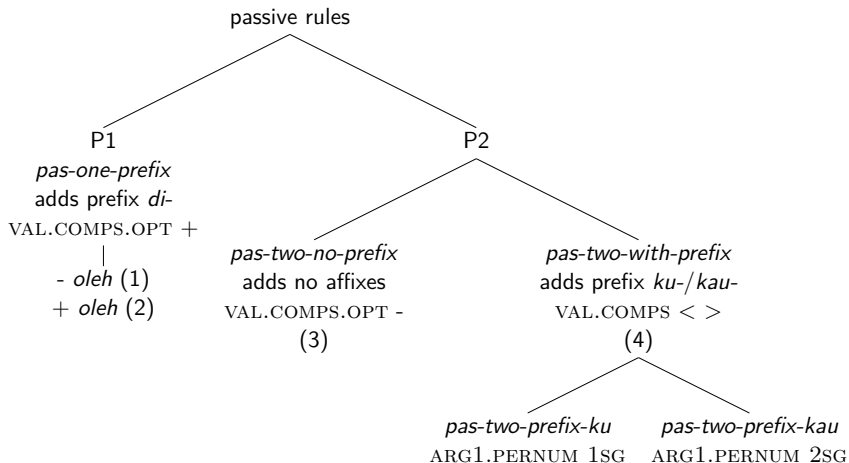 passive rules
P1
P2
pas-one-prefix
adds prefix di-
VAL.COMPS.OPT +
- oleh (1)
+ oleh (2)
pas-two-no-prefix
adds no affixes
VAL.COMPS.OPT -
(3)
pas-two-with-prefix
adds prefix ku-/kau-
VAL.COMPS < >
(4)
pas-two-prefix-ku
ARG1.PERNUM 1SG
pas-two-prefix-kau
ARG1.PERNUM 2SG